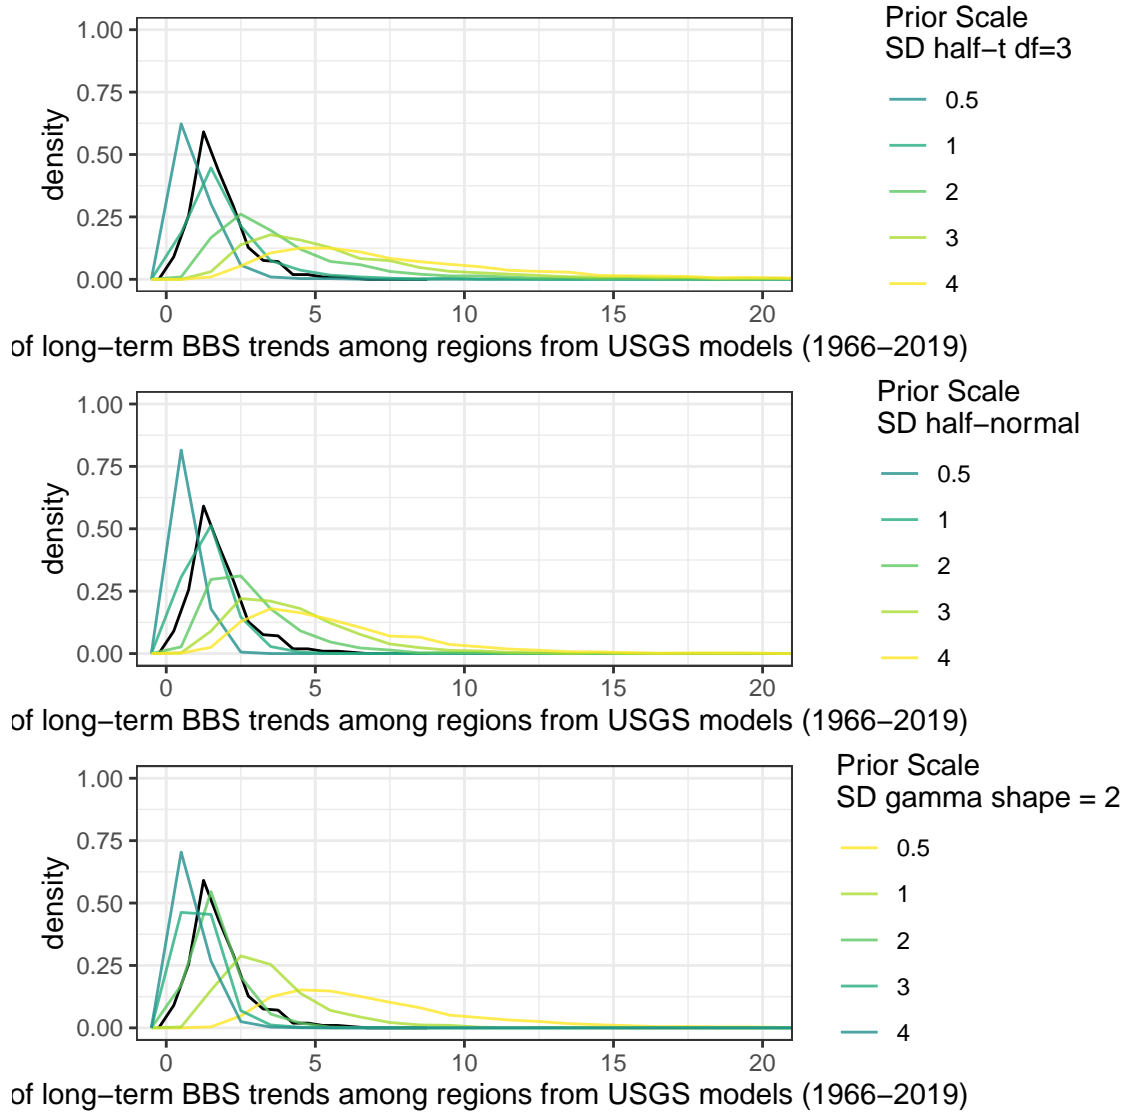 Prior Scale
SD half−t df=3
1.00
0.75
0.50
0.25
0.00
density
0 5 10 15 20
0.5
1
2
3
4
of long−term BBS trends among regions from USGS models (1966−2019)
Prior Scale
SD half−normal
1.00
0.75
0.50
0.25
0.00
density
0 5 10 15 20
0.5
1
2
3
4
of long−term BBS trends among regions from USGS models (1966−2019)
Prior Scale
SD gamma shape = 2
1.00
0.75
0.50
0.25
0.00
density
0 5 10 15 20
0.5
1
2
3
4
of long−term BBS trends among regions from USGS models (1966−2019)